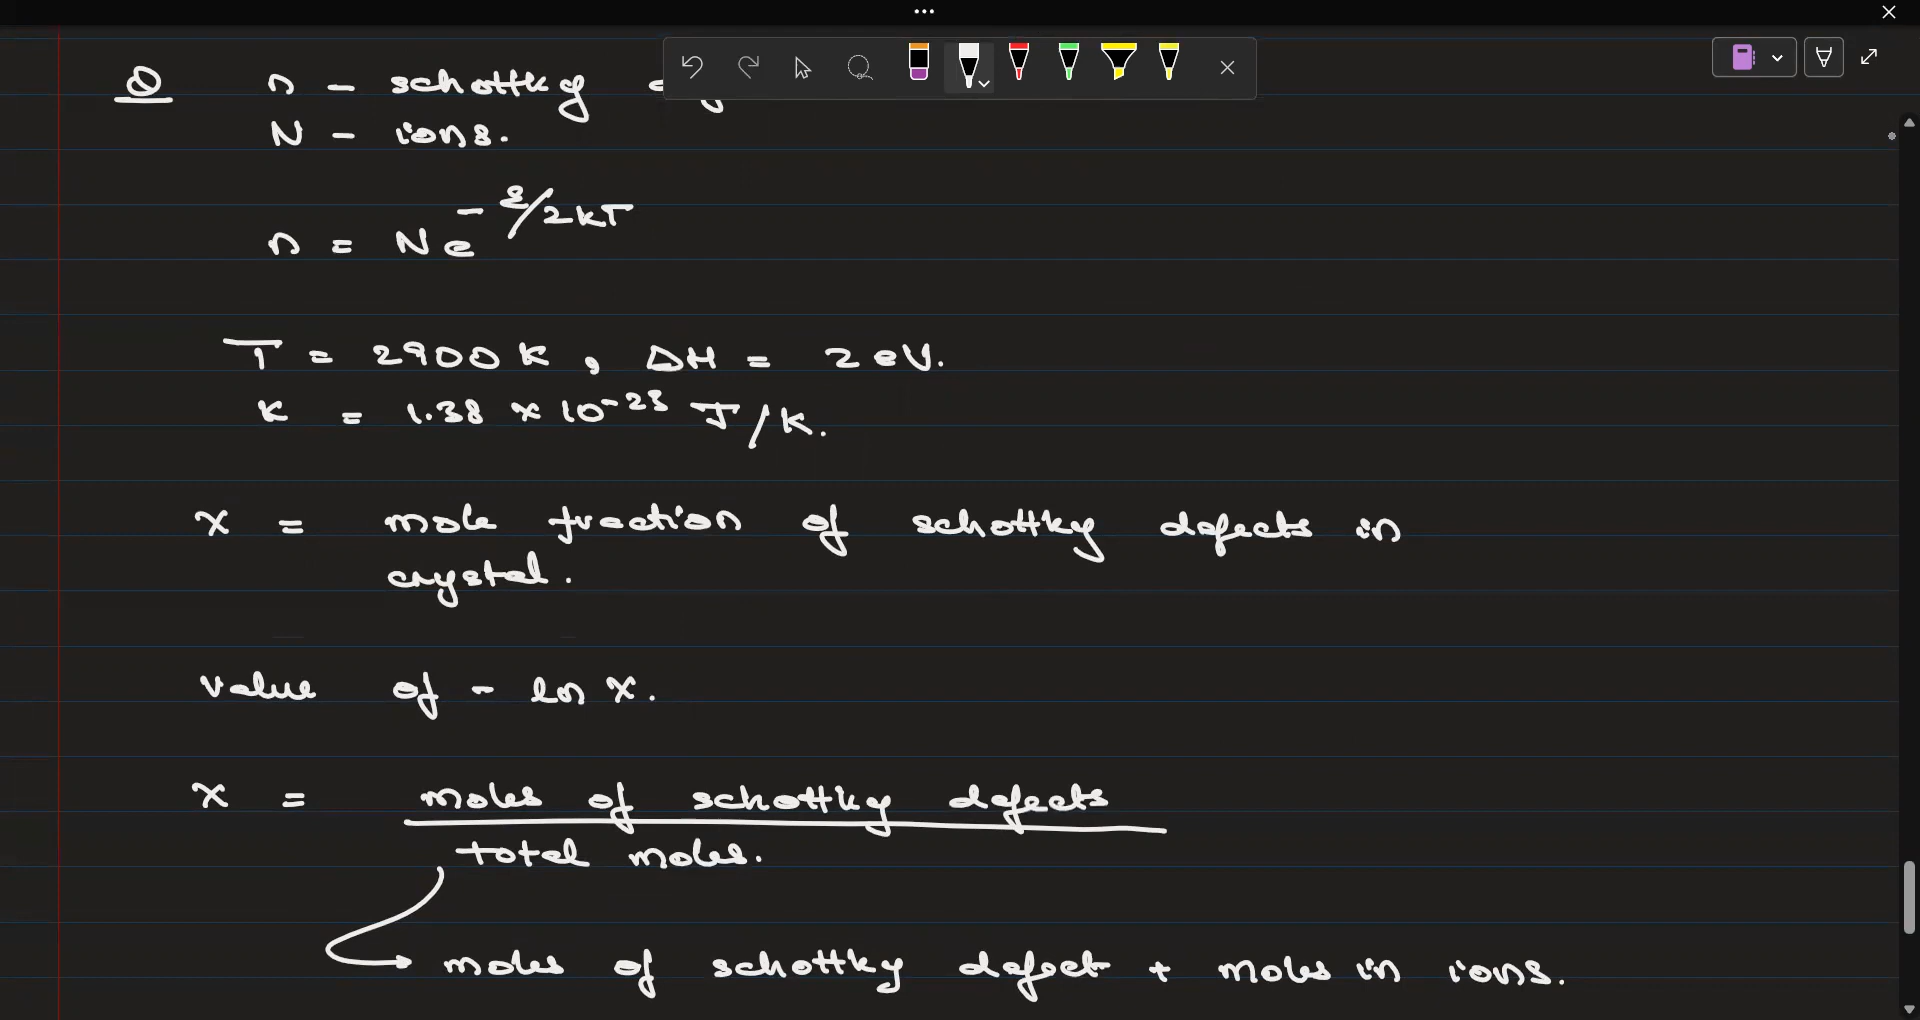 Q n - schottky
N - ions.
n = Ne^-ε/2kT
T = 2900 K , ΔH = 2 eV.
K = 1.38 × 10^-23 J/K.
x = mole fraction of schottky defects in
crystal.
value of - ln x.
x = moles of schottky defects
total moles.
moles of schottky defect + moles in ions.